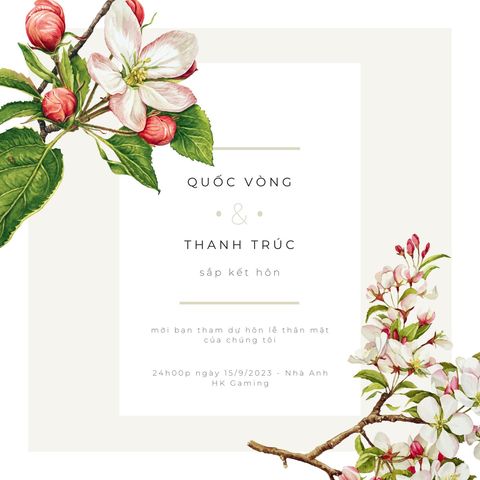 QUỐC VÒNG
&
THANH TRÚC
sắp kết hôn
mời bạn tham dự hôn lễ thân mật
của chúng tôi
24h00p ngày 15/9/2023 - Nhà Anh
HK Gaming